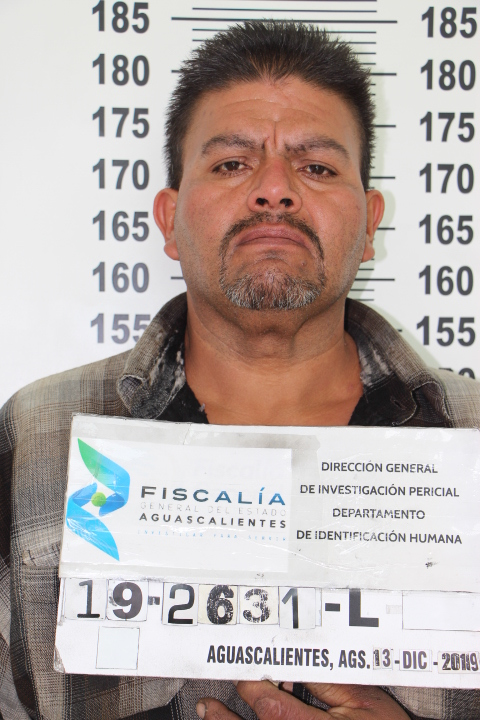 185 185
180 180
175 175
170 170
165 165
160 160
155 155
FISCALÍA
GENERAL DEL ESTADO
AGUASCALIENTES
DIRECCIÓN GENERAL
DE INVESTIGACIÓN PERICIAL
DEPARTAMENTO
DE IDENTIFICACIÓN HUMANA
19-2631-L
AGUASCALIENTES, AGS. 13-DIC-2019